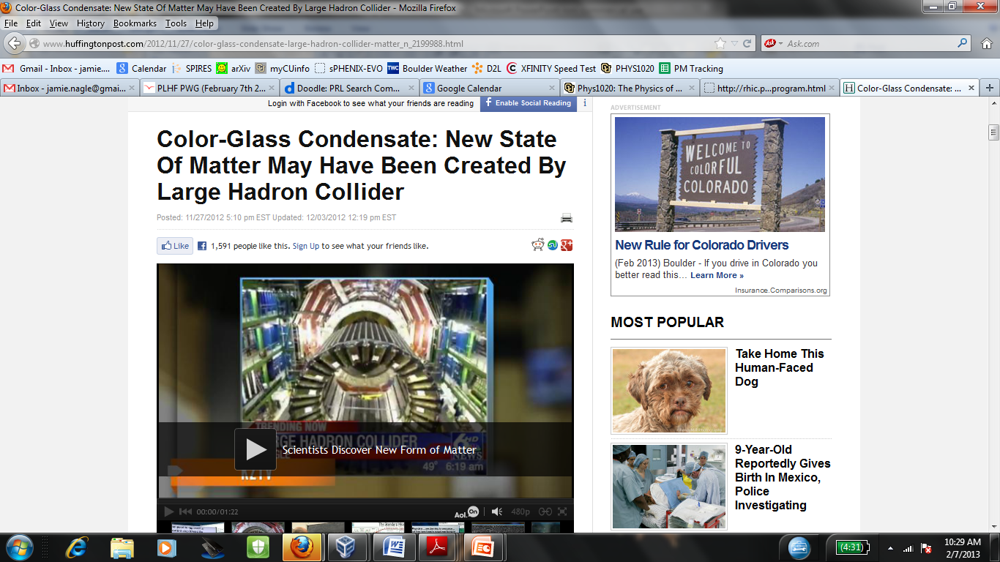 Color-Glass Condensate: New State Of Matter May Have Been Created By Large Hadron Collider - Mozilla Firefox
File Edit View History Bookmarks Tools Help
www.huffingtonpost.com/2012/11/27/color-glass-condensate-large-hadron-collider-matter_n_2199988.html
Ask Ask.com
Gmail - Inbox - jamie.... Calendar SPIRES arXiv myCUinfo sPHENIX-EVO TWC Boulder Weather D2L XFINITY Speed Test PHYS1020 PM Tracking
Inbox - jamie.nagle@gmai... PLHF PWG (February 7th 2... Doodle: PRL Search Com... Google Calendar Phys1020: The Physics of ... http://rhic.p...program.html Color-Glass Condensate: ...
Login with Facebook to see what your friends are reading
Enable Social Reading
Color-Glass Condensate: New State
Of Matter May Have Been Created By
Large Hadron Collider
Posted: 11/27/2012 5:10 pm EST Updated: 12/03/2012 12:19 pm EST
Like 1,591 people like this. Sign Up to see what your friends like.
TRENDING NOW
HADRON COLLIDER
Scientists Discover New Form of Matter
NEWS
49° 6:19 am
00:00/01:22
Aol.On
480p
ADVERTISEMENT
WELCOME TO
COLORFUL
COLORADO
New Rule for Colorado Drivers
(Feb 2013) Boulder - If you drive in Colorado you
better read this… Learn More »
Insurance.Comparisons.org
MOST POPULAR
Take Home This
Human-Faced
Dog
9-Year-Old
Reportedly Gives
Birth In Mexico,
Police
Investigating
(4:31)
10:29 AM
2/7/2013